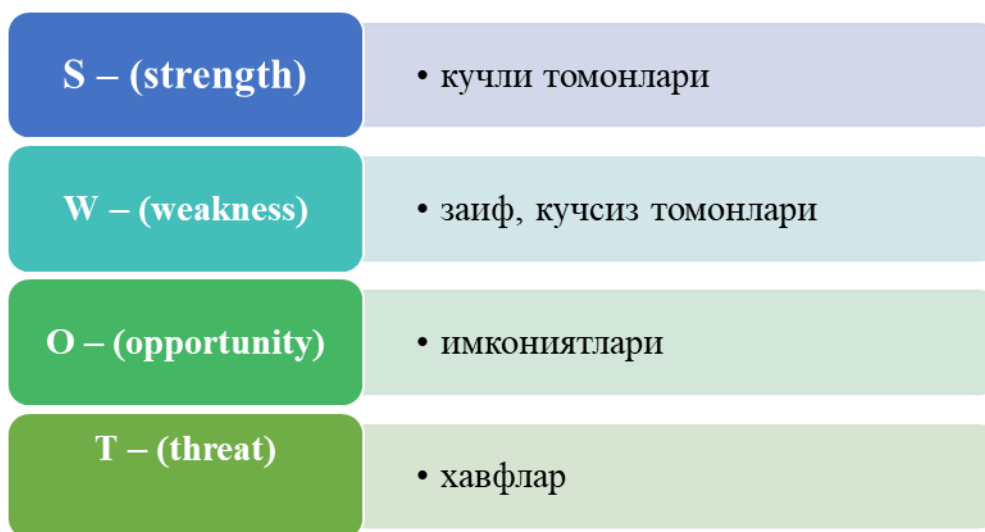 S – (strength)
• кучли томонлари
W – (weakness)
• заиф, кучсиз томонлари
O – (opportunity)
• имкониятлари
T – (threat)
• хавфлар